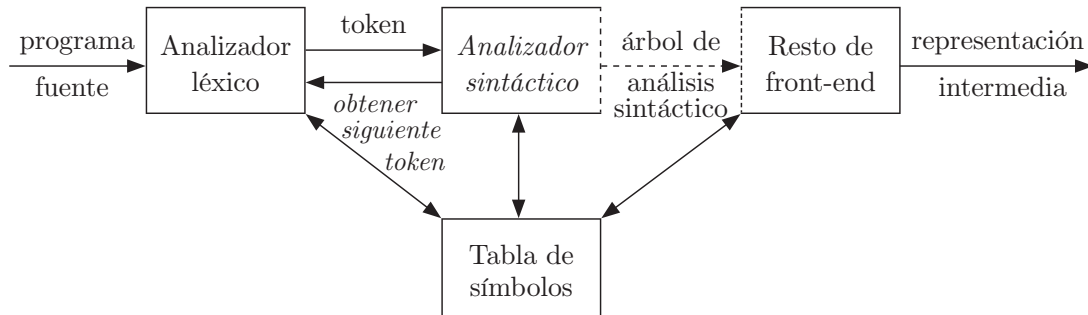 programa
fuente
Analizador
léxico
token
obtener
siguiente
token
Analizador
sintáctico
árbol de
análisis
sintáctico
Resto de
front-end
representación
intermedia
Tabla de
símbolos